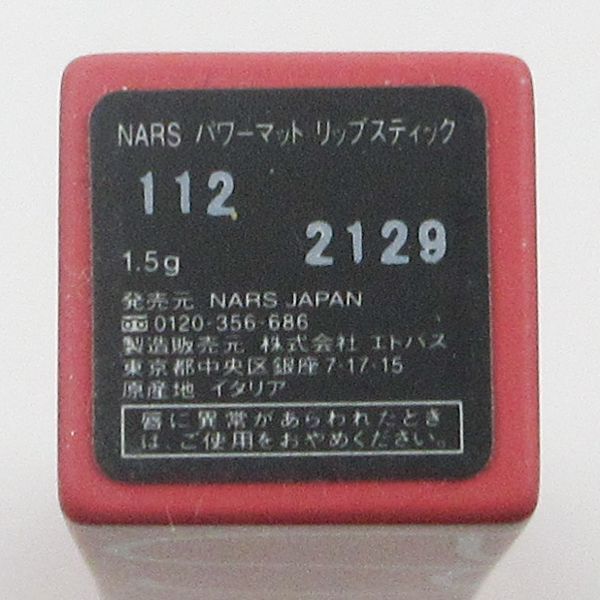 NARS パワーマット リップスティック
112
2129
1.5g
発売元 NARS JAPAN
0120-356-686
製造販売元 株式会社 エトバス
東京都中央区銀座7-17-15
原産地 イタリア
唇に異常があらわれたとき
は、ご使用をおやめください。